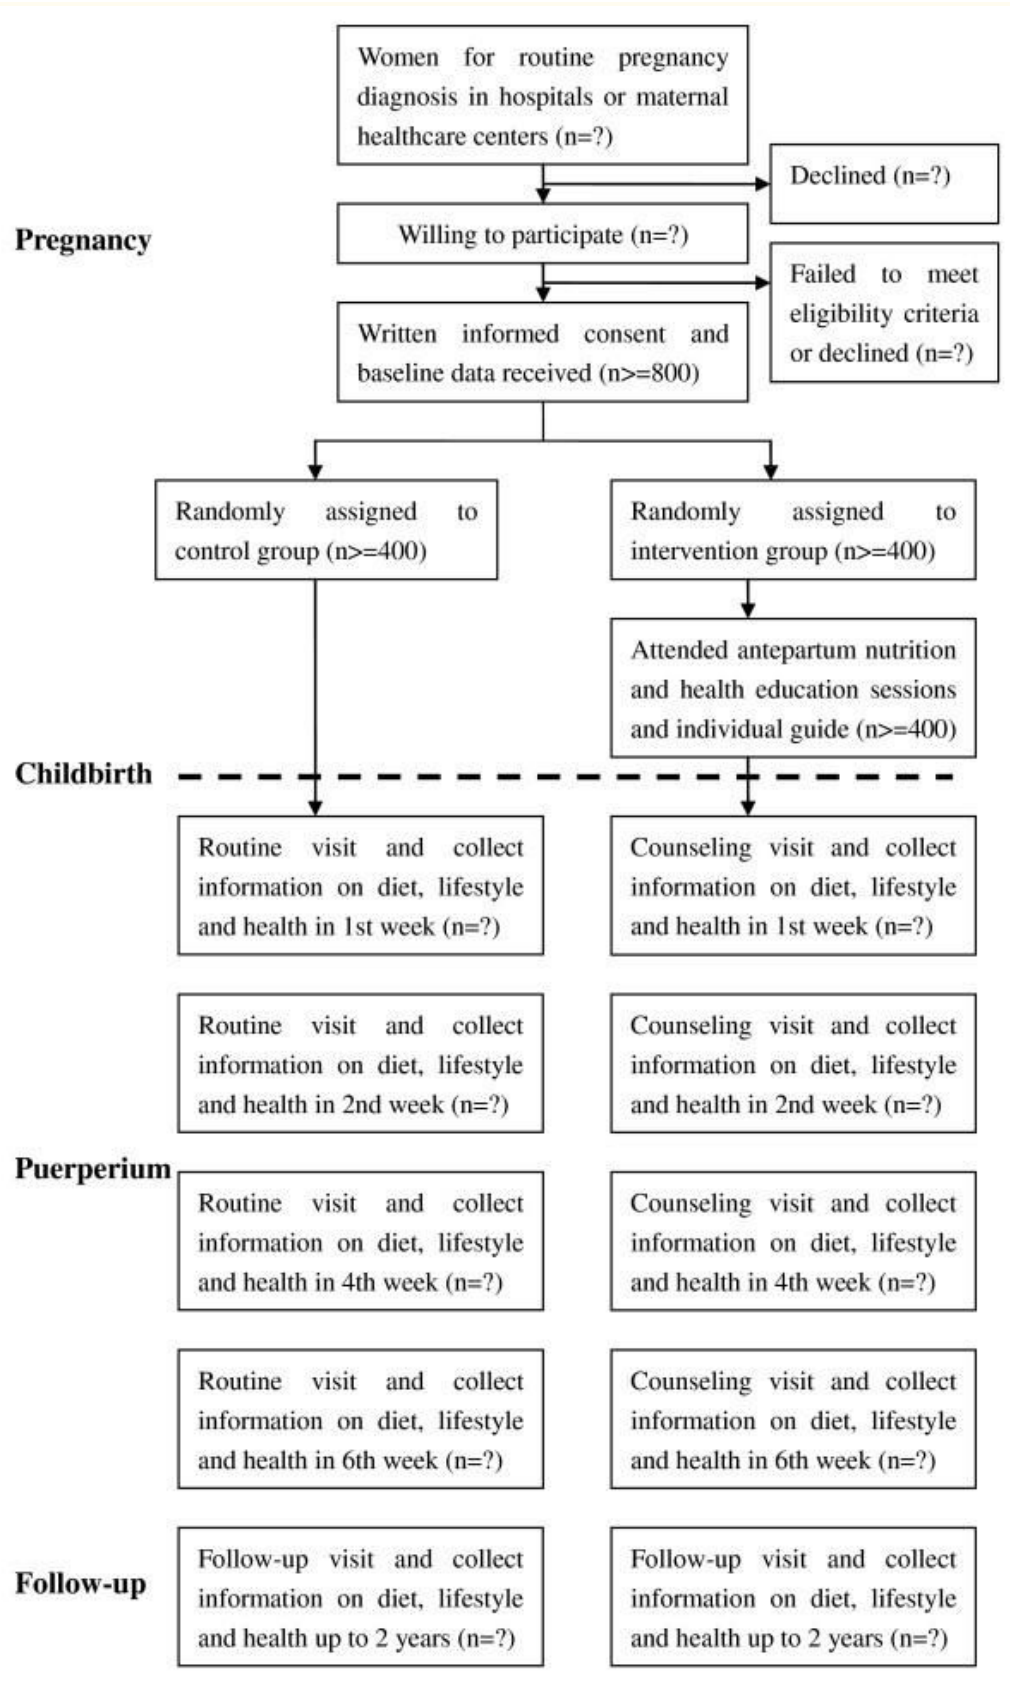 Women for routine pregnancy
diagnosis in hospitals or maternal
healthcare centers (n=?)
Declined (n=?)
Pregnancy
Willing to participate (n=?)
Failed to meet
eligibility criteria
or declined (n=?)
Written informed consent and
baseline data received (n>=800)
Randomly assigned to
control group (n>=400)
Randomly assigned to
intervention group (n>=400)
Attended antepartum nutrition
and health education sessions
and individual guide (n>=400)
Childbirth
Routine visit and collect
information on diet, lifestyle
and health in 1st week (n=?)
Counseling visit and collect
information on diet, lifestyle
and health in 1st week (n=?)
Routine visit and collect
information on diet, lifestyle
and health in 2nd week (n=?)
Counseling visit and collect
information on diet, lifestyle
and health in 2nd week (n=?)
Puerperium
Routine visit and collect
information on diet, lifestyle
and health in 4th week (n=?)
Counseling visit and collect
information on diet, lifestyle
and health in 4th week (n=?)
Routine visit and collect
information on diet, lifestyle
and health in 6th week (n=?)
Counseling visit and collect
information on diet, lifestyle
and health in 6th week (n=?)
Follow-up
Follow-up visit and collect
information on diet, lifestyle
and health up to 2 years (n=?)
Follow-up visit and collect
information on diet, lifestyle
and health up to 2 years (n=?)